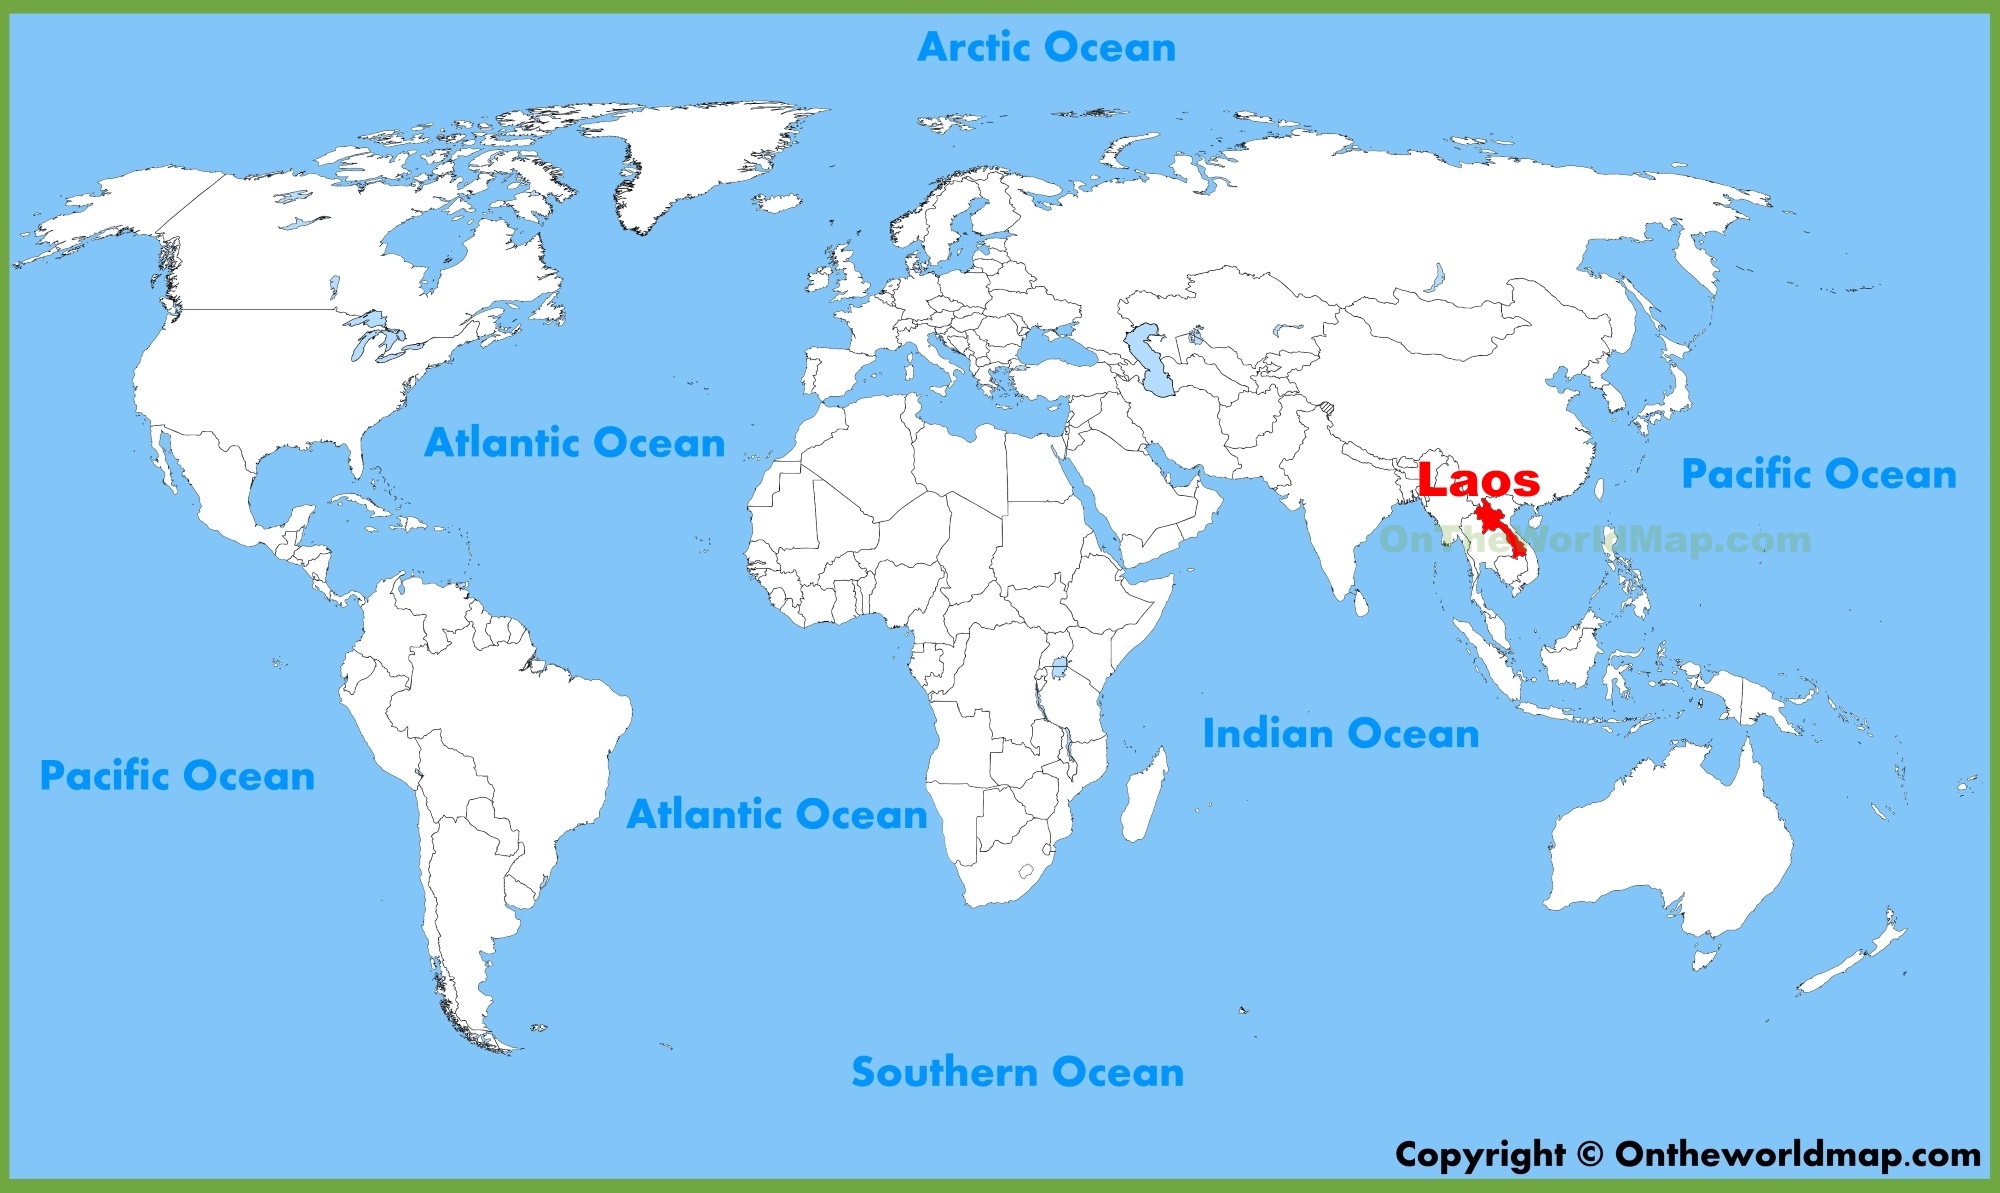 Arctic Ocean
Atlantic Ocean
Laos
Pacific Ocean
OnTheWorldMap.com
Indian Ocean
Pacific Ocean
Atlantic Ocean
Southern Ocean
Copyright © Ontheworldmap.com